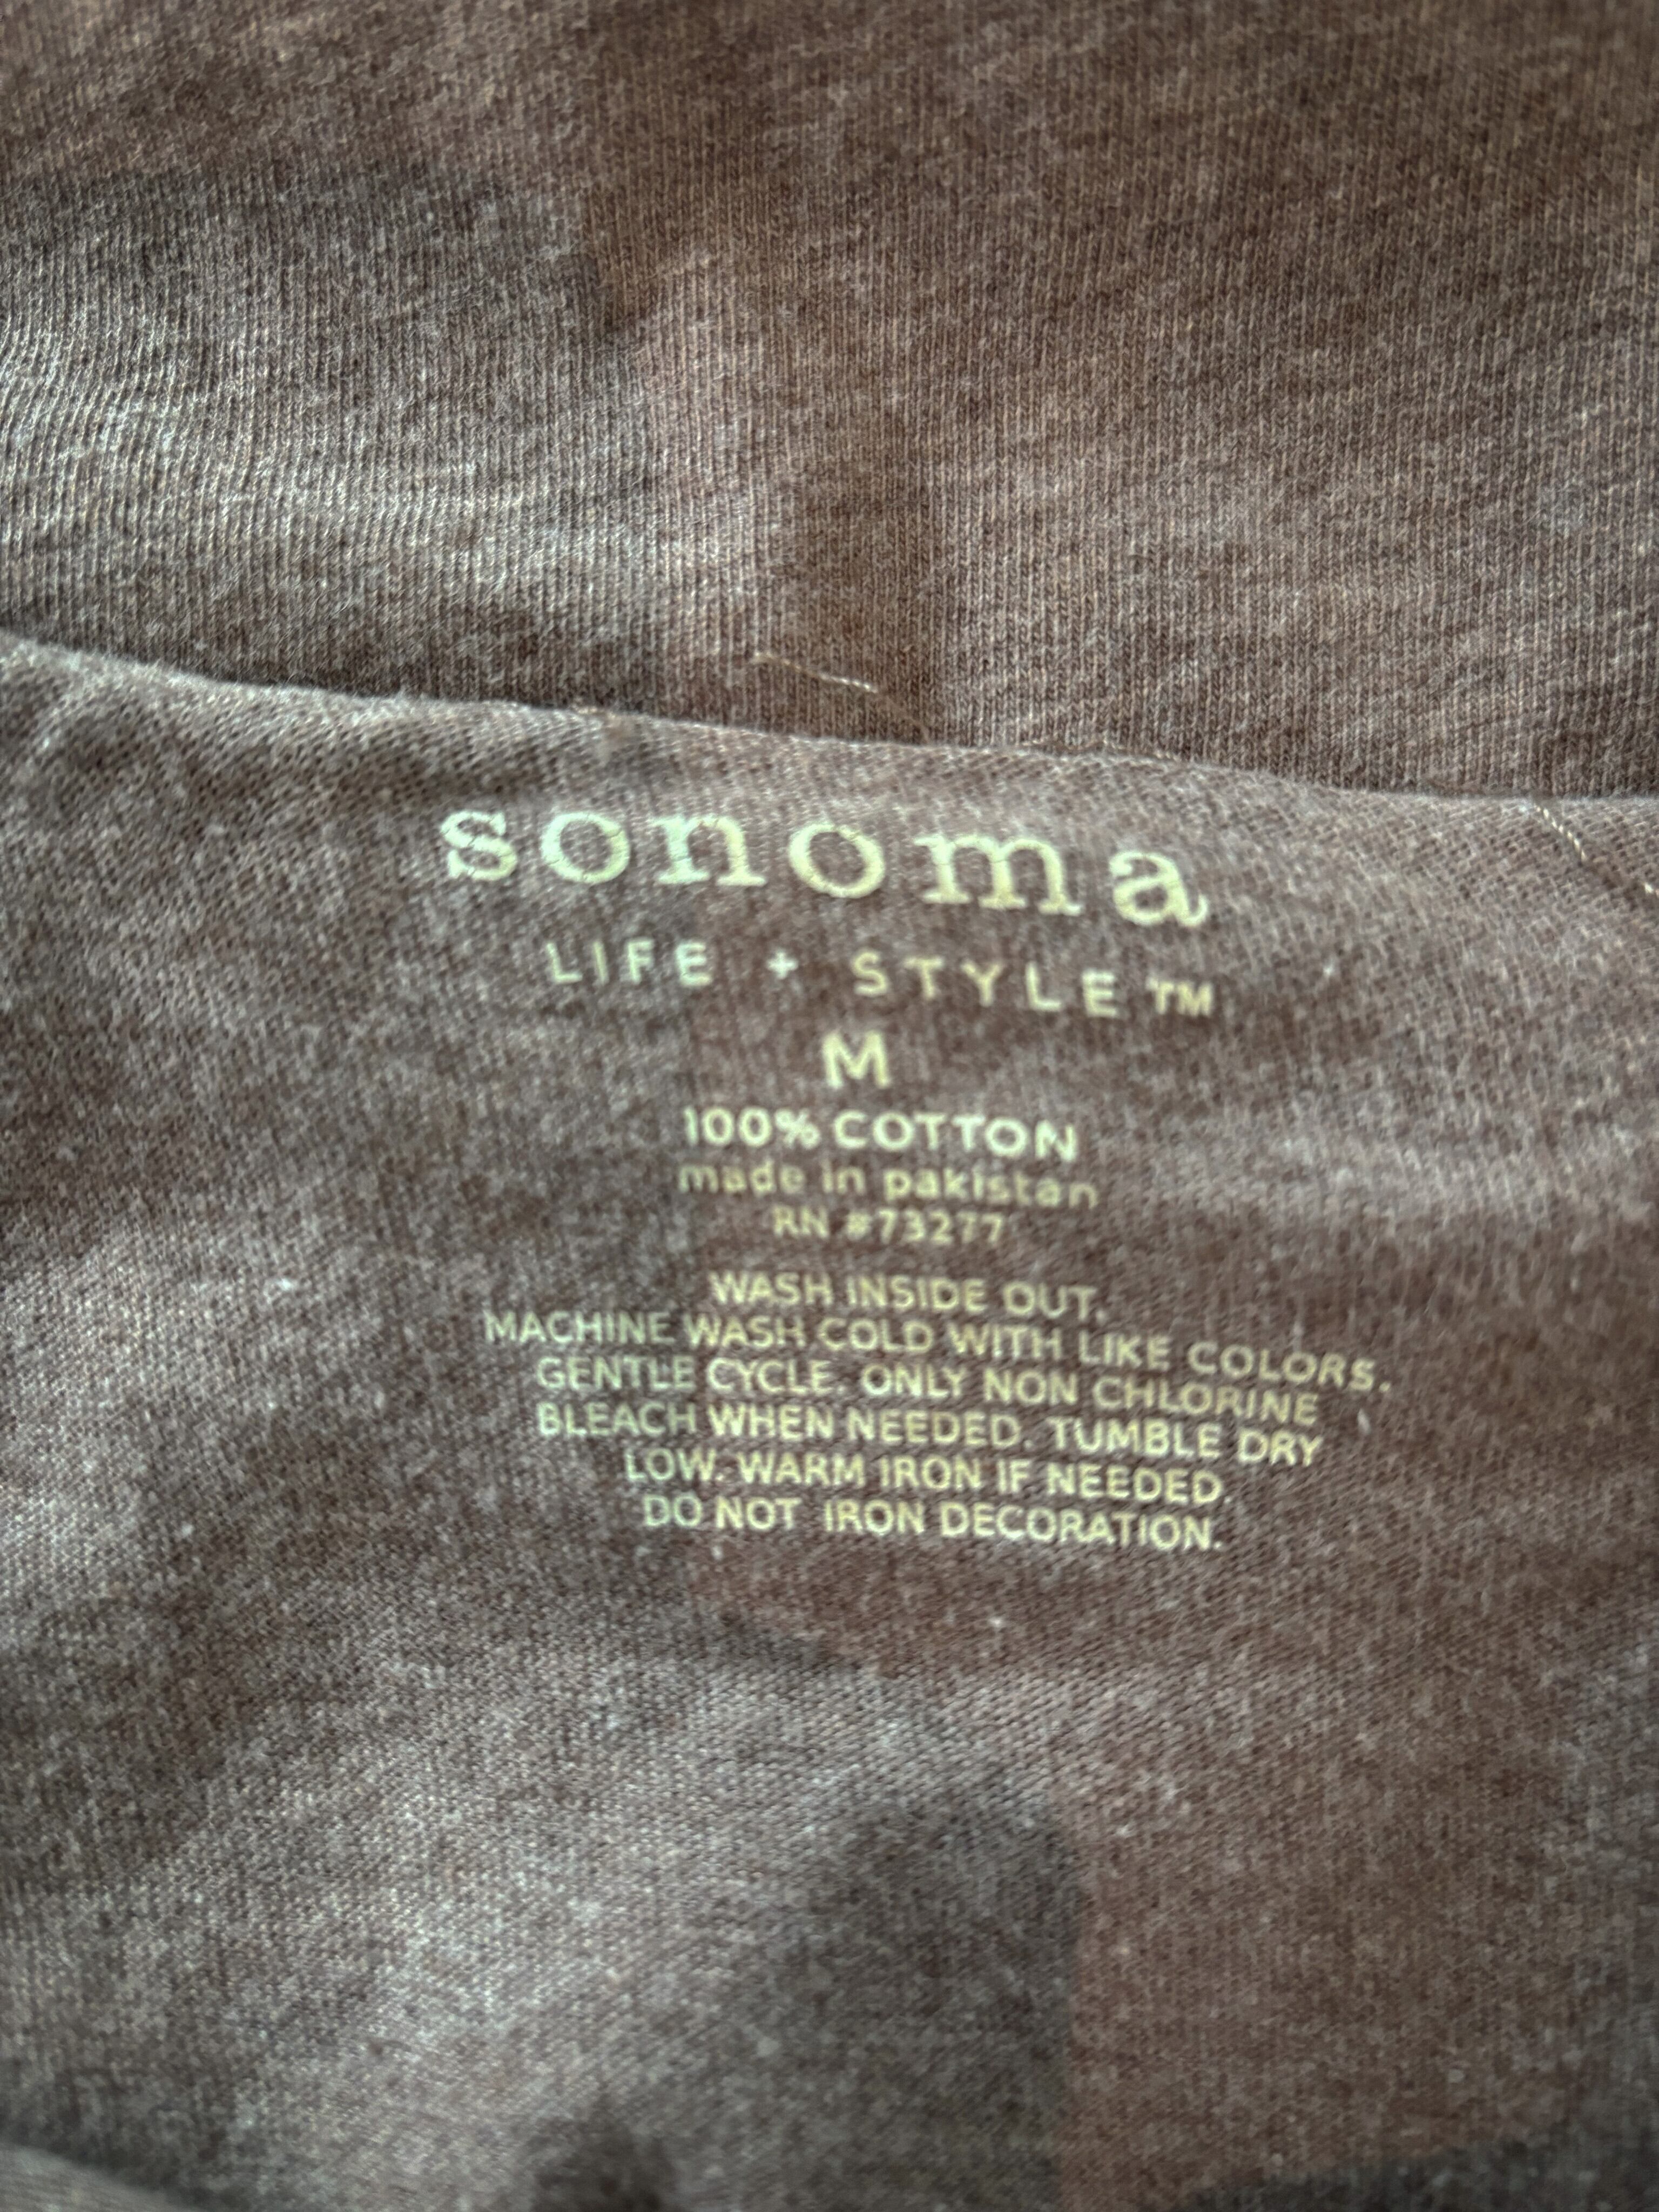 sonoma
LIFE + STYLE™
M
100% COTTON
made in pakistan
RN #73277
WASH INSIDE OUT.
MACHINE WASH COLD WITH LIKE COLORS.
GENTLE CYCLE. ONLY NON CHLORINE
BLEACH WHEN NEEDED. TUMBLE DRY
LOW. WARM IRON IF NEEDED.
DO NOT IRON DECORATION.